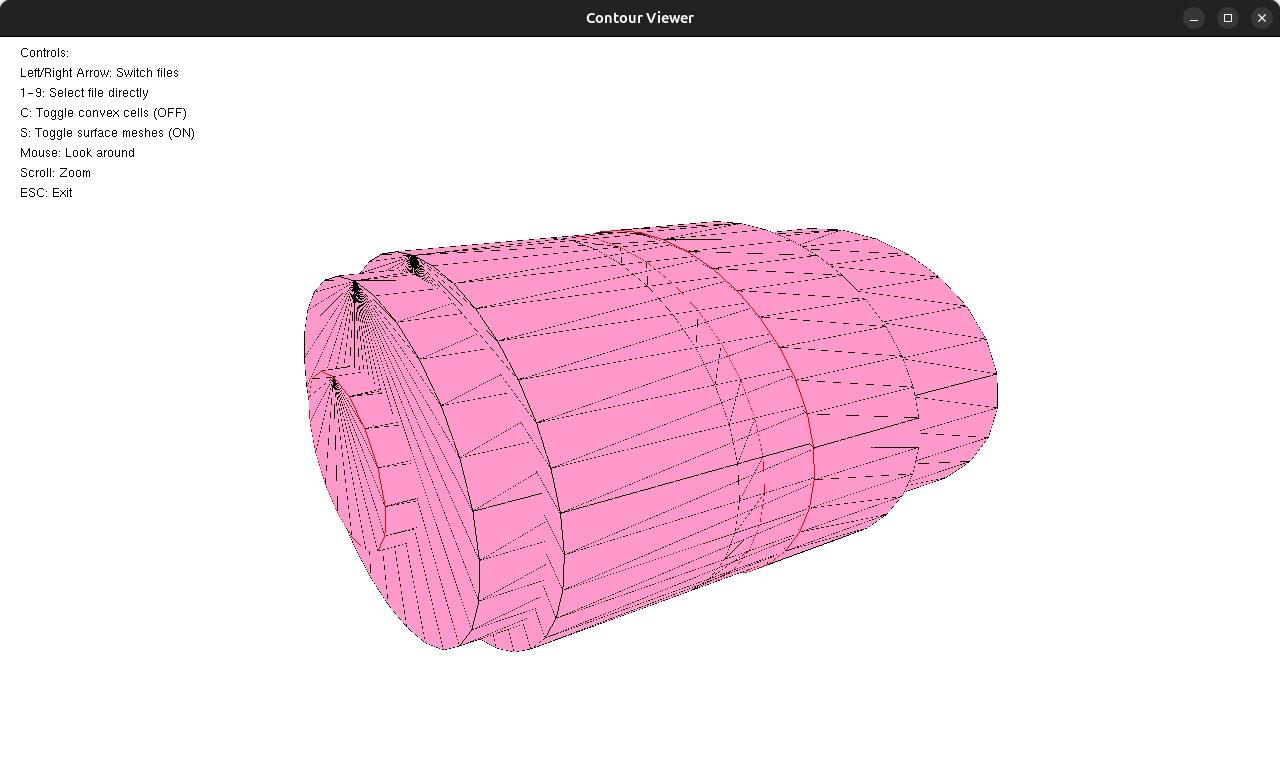 Contour Viewer
Controls:
Left/Right Arrow: Switch files
1-9: Select file directly
C: Toggle convex cells (OFF)
S: Toggle surface meshes (ON)
Mouse: Look around
Scroll: Zoom
ESC: Exit